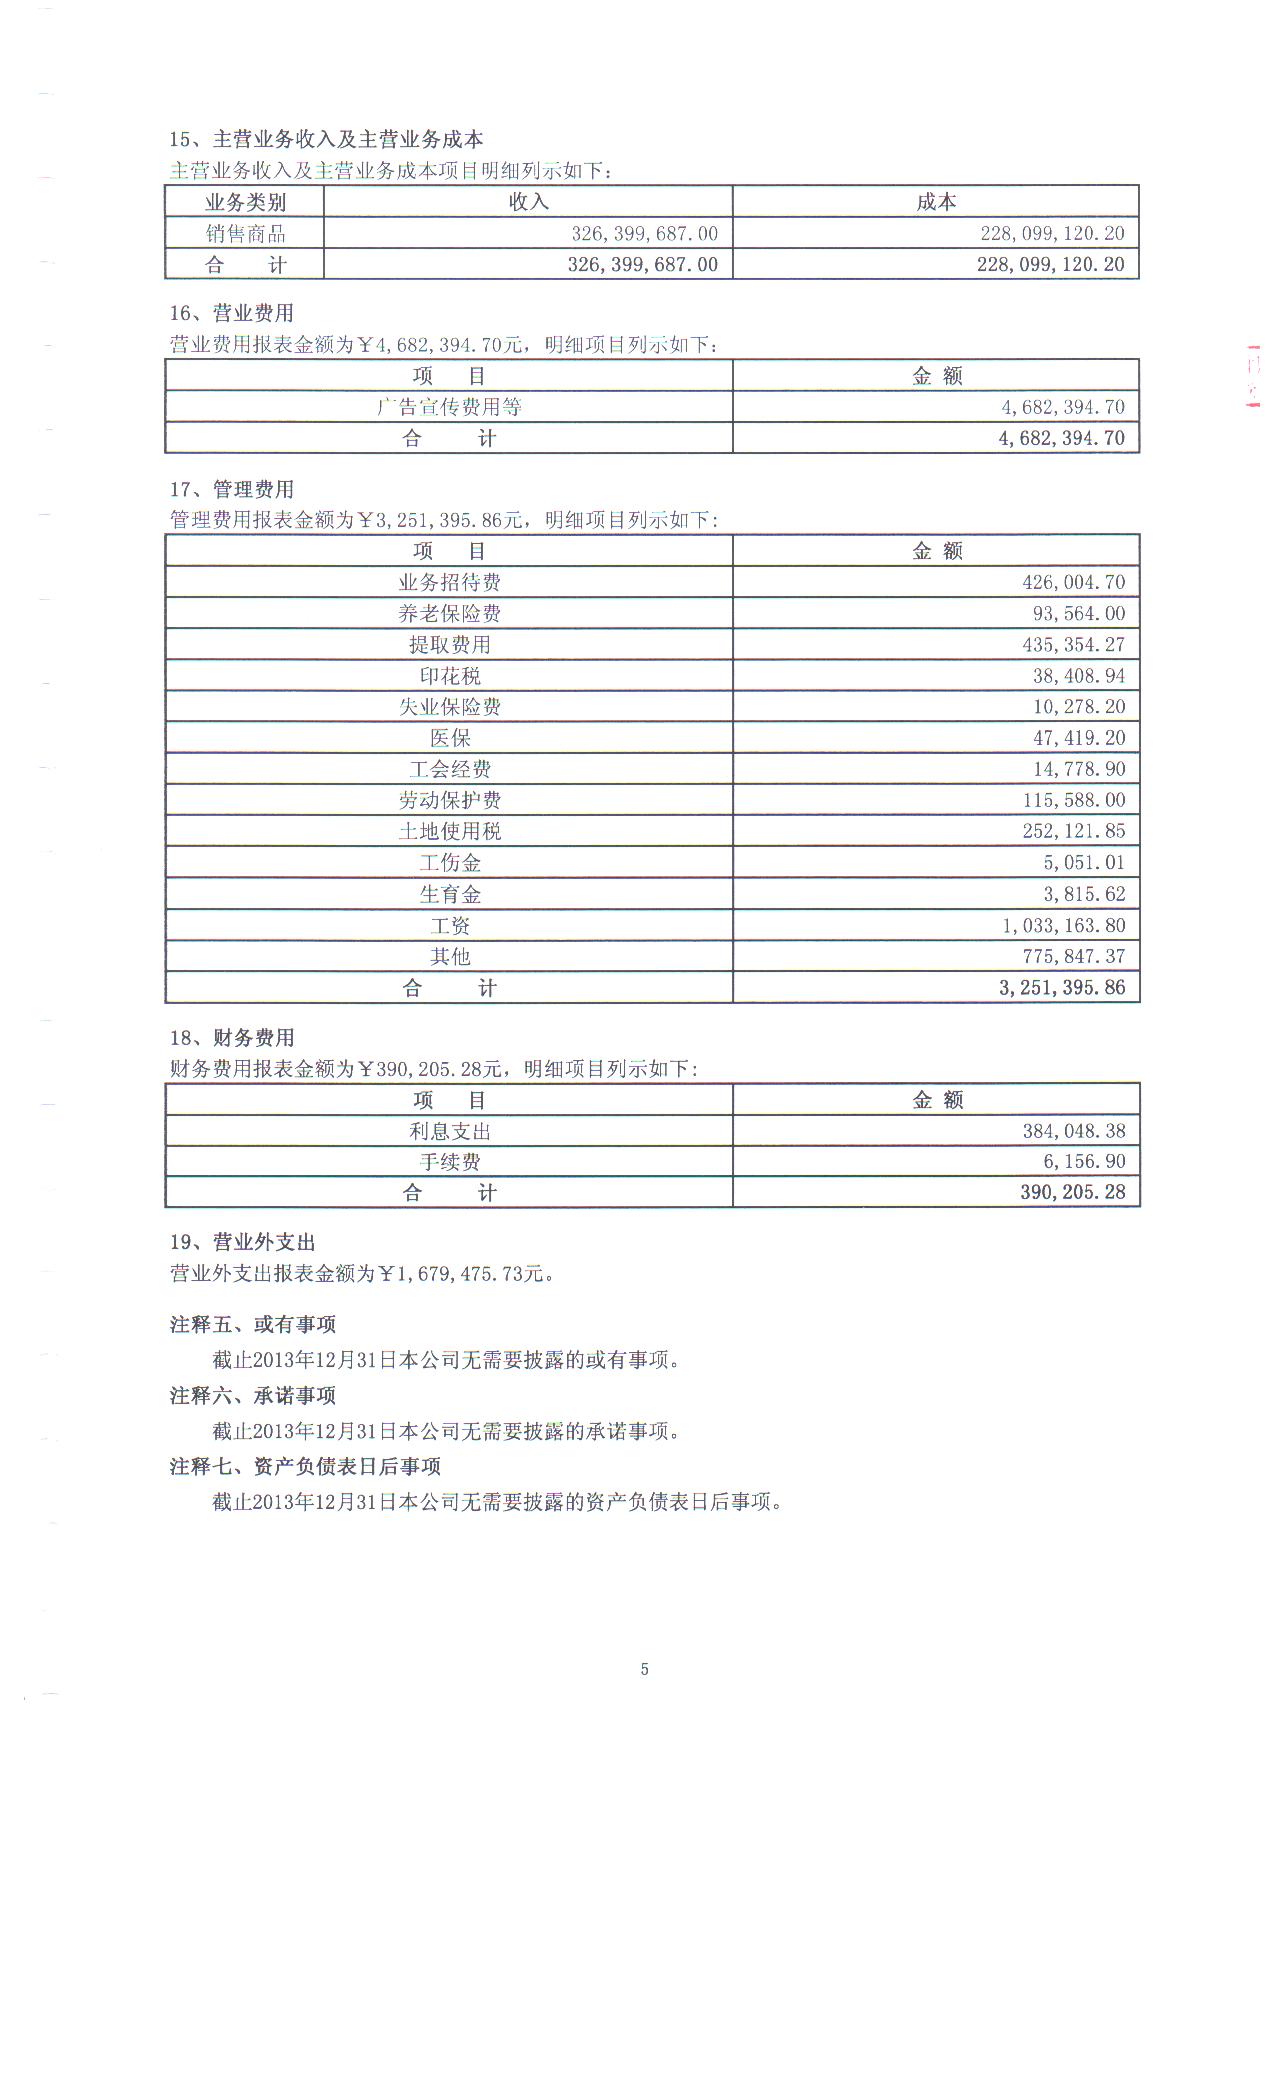 15、主营业务收入及主营业务成本
主营业务收入及主营业务成本项目明细列示如下：
业务类别 收入 成本
销售商品 326,399,687.00 228,099,120.20
合 计 326,399,687.00 228,099,120.20
16、营业费用
营业费用报表金额为￥4,682,394.70元，明细项目列示如下：
项 目 金 额
广告宣传费用等 4,682,394.70
合 计 4,682,394.70
17、管理费用
管理费用报表金额为￥3,251,395.86元，明细项目列示如下：
项 目 金 额
业务招待费 426,004.70
养老保险费 93,564.00
提取费用 435,354.27
印花税 38,408.94
失业保险费 10,278.20
医保 47,419.20
工会经费 14,778.90
劳动保护费 115,588.00
土地使用税 252,121.85
工伤金 5,051.01
生育金 3,815.62
工资 1,033,163.80
其他 775,847.37
合 计 3,251,395.86
18、财务费用
财务费用报表金额为￥390,205.28元，明细项目列示如下：
项 目 金 额
利息支出 384,048.38
手续费 6,156.90
合 计 390,205.28
19、营业外支出
营业外支出报表金额为￥1,679,475.73元。
注释五、或有事项
截止2013年12月31日本公司无需要披露的或有事项。
注释六、承诺事项
截止2013年12月31日本公司无需要披露的承诺事项。
注释七、资产负债表日后事项
截止2013年12月31日本公司无需要披露的资产负债表日后事项。
5